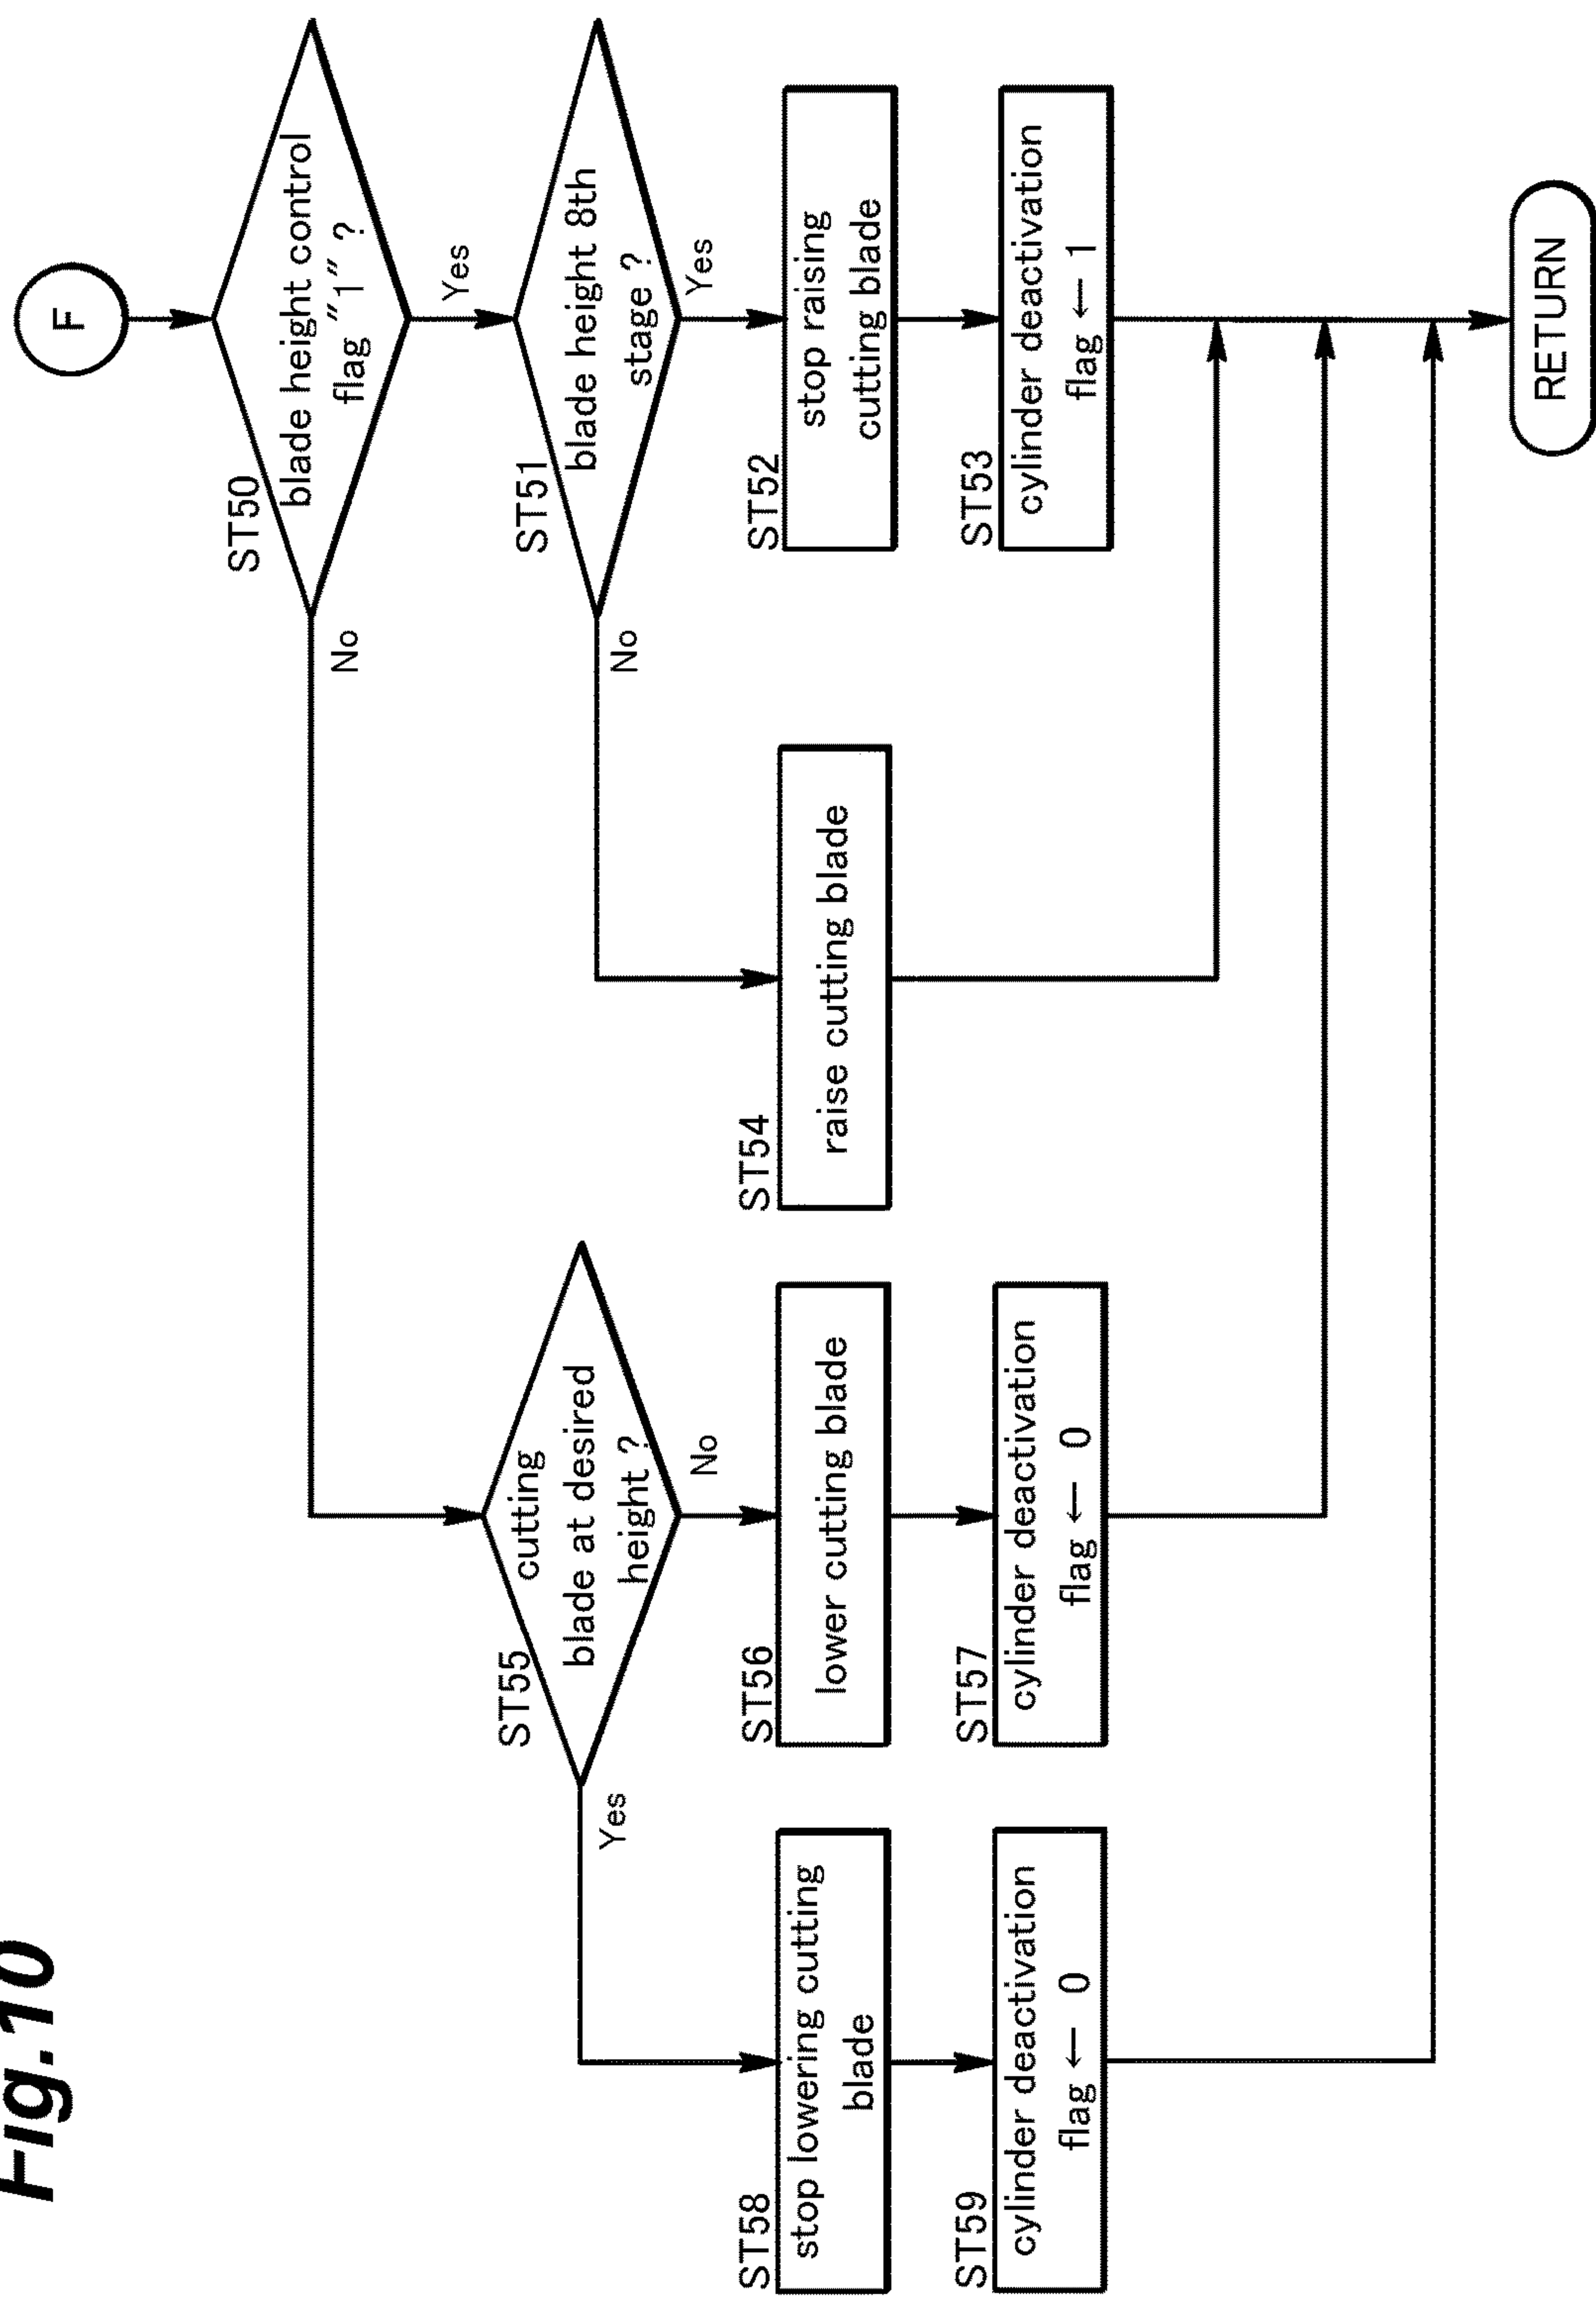 Fig.10
F
ST50
blade height control
flag "1" ?
Yes
No
ST51
blade height 8th
stage ?
Yes
No
ST52
stop raising
cutting blade
ST53
cylinder deactivation
flag ← 1
ST54
raise cutting blade
ST55
cutting
blade at desired
height ?
No
Yes
ST56
lower cutting blade
ST57
cylinder deactivation
flag ← 0
ST58
stop lowering cutting
blade
ST59
cylinder deactivation
flag ← 0
RETURN